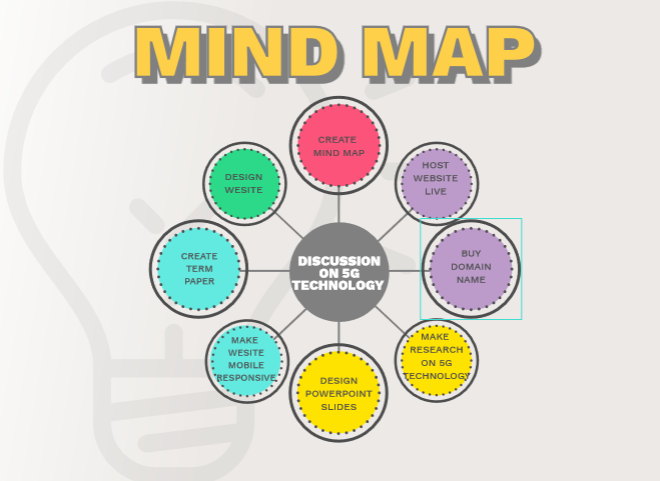 MIND MAP
CREATE
MIND MAP
HOST
WEBSITE
LIVE
BUY
DOMAIN
NAME
MAKE
RESEARCH
ON 5G
TECHNOLOGY
DESIGN
POWERPOINT
SLIDES
MAKE
WESITE
MOBILE
RESPONSIVE
CREATE
TERM
PAPER
DESIGN
WESITE
DISCUSSION
ON 5G
TECHNOLOGY